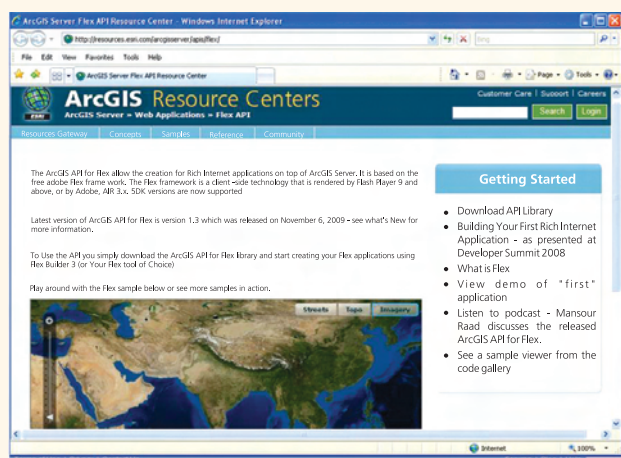 ArcGIS Server Flex API Resource Center - Windows Internet Explorer
http://resources.esri.com/arcgisserver/apis/flex/
Bing
File Edit View Favorites Tools Help
ArcGIS Server Flex API Resource Center
Page Tools
ESRI
ArcGIS Resource Centers
ArcGIS Server » Web Applications » Flex API
Customer Care | Support | Careers
Search Login
Resources Gateway | Concepts | Samples | Reference | Community
The ArcGIS API for Flex allow the creation for Rich Internet applications on top of ArcGIS Server. It is based on the
free adobe Flex frame work. The Flex framework is a client -side technology that is rendered by Flash Player 9 and
above, or by Adobe, AIR 3.x. SDK versions are now supported
Latest version of ArcGIS API for Flex is version 1.3 which was released on November 6, 2009 - see what's New for
more information.
To Use the API you simply download the ArcGIS API for Flex library and start creating your Flex applications using
Flex Builder 3 (or Your Flex tool of Choice)
Play around with the Flex sample below or see more samples in action.
Streets Topo Imagery
Getting Started
• Download API Library
• Building Your First Rich Internet
Application - as presented at
Developer Summit 2008
• What is Flex
• View demo of "first"
application
• Listen to podcast - Mansour
Raad discusses the released
ArcGIS API for Flex.
• See a sample viewer from the
code gallery
Internet
100%